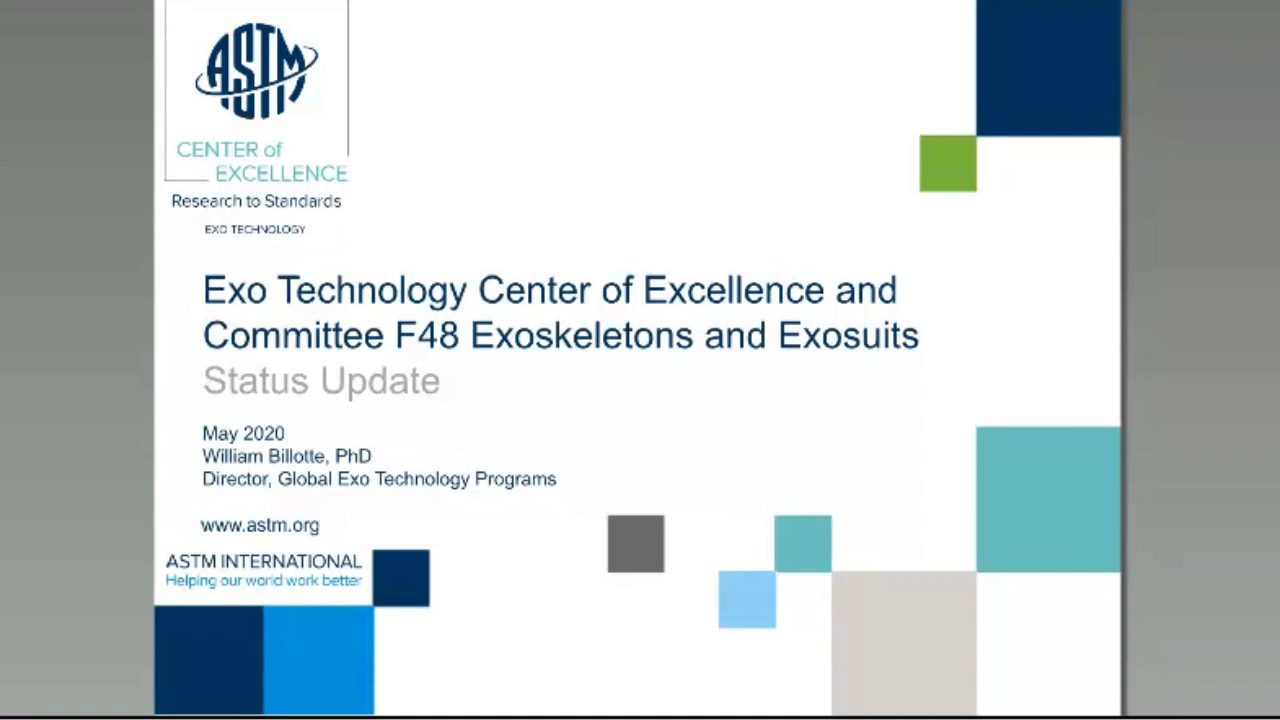 ASTM
CENTER of
EXCELLENCE
Research to Standards
EXO TECHNOLOGY
Exo Technology Center of Excellence and
Committee F48 Exoskeletons and Exosuits
Status Update
May 2020
William Billotte, PhD
Director, Global Exo Technology Programs
www.astm.org
ASTM INTERNATIONAL
Helping our world work better